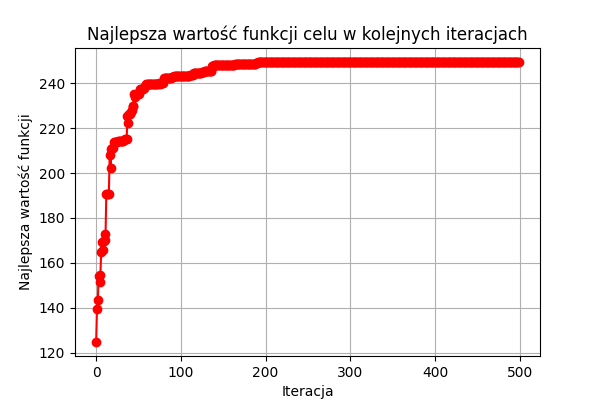 Najlepsza wartość funkcji celu w kolejnych iteracjach
Najlepsza wartość funkcji
240
220
200
180
160
140
120
0 100 200 300 400 500
Iteracja